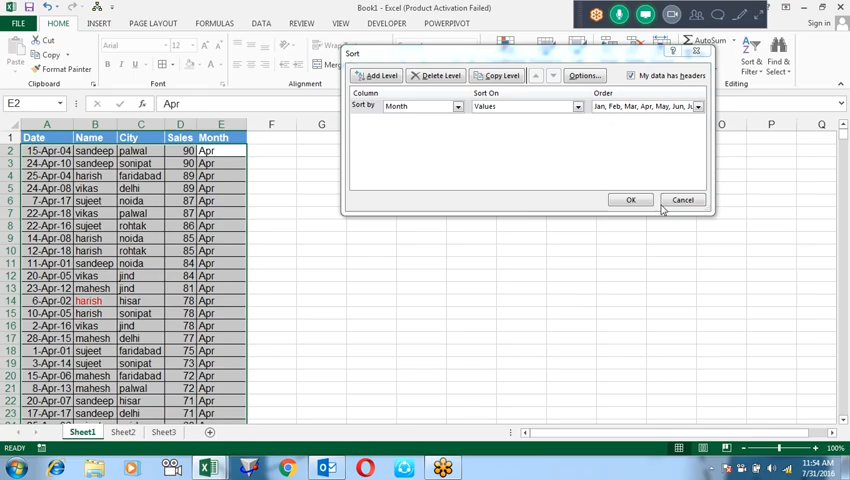 Book1 - Excel (Product Activation Failed)
FILE HOME INSERT PAGE LAYOUT FORMULAS DATA REVIEW VIEW DEVELOPER POWERPIVOT Sign in
Cut
Copy
Format Painter
Paste
Clipboard
Arial 12
Font
AutoSum
Sort & Filter
Find & Select
Sort
Add Level Delete Level Copy Level Options... My data has headers
Column Sort On Order
Sort by Month Values Jan, Feb, Mar, Apr, May, Jun, Ju
OK Cancel
E2 Apr
A B C D E F G O P Q
1 Date Name City Sales Month
2 15-Apr-04 sandeep palwal 90 Apr
3 24-Apr-10 sandeep sonipat 90 Apr
4 25-Apr-04 harish faridabad 89 Apr
5 24-Apr-08 vikas delhi 89 Apr
6 7-Apr-17 sujeet noida 87 Apr
7 22-Apr-18 vikas palwal 87 Apr
8 22-Apr-16 sujeet rohtak 86 Apr
9 14-Apr-08 harish noida 85 Apr
10 12-Apr-18 harish rohtak 85 Apr
11 11-Apr-01 sandeep noida 84 Apr
12 20-Apr-05 vikas jind 84 Apr
13 23-Apr-12 mahesh jind 81 Apr
14 6-Apr-02 harish hisar 78 Apr
15 10-Apr-05 harish sonipat 78 Apr
16 2-Apr-16 vikas jind 78 Apr
17 28-Apr-15 mahesh delhi 77 Apr
18 1-Apr-01 sujeet faridabad 75 Apr
19 3-Apr-14 sujeet sonipat 73 Apr
20 15-Apr-06 mahesh faridabad 72 Apr
21 8-Apr-13 mahesh palwal 72 Apr
22 20-Apr-07 sandeep hisar 71 Apr
23 17-Apr-17 sandeep delhi 71 Apr
Sheet1 Sheet2 Sheet3
READY 100%
11:54 AM
7/31/2016